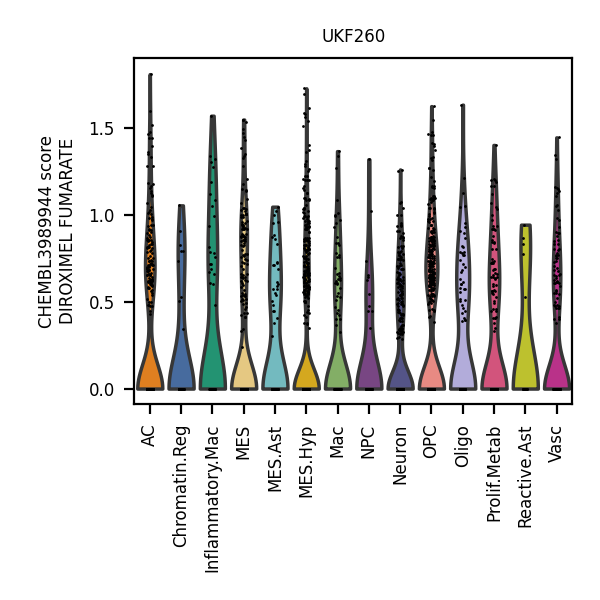 UKF260
CHEMBL3989944 score
DIROXIMEL FUMARATE
1.5
1.0
0.5
0.0
AC
Chromatin.Reg
Inflammatory.Mac
MES
MES.Ast
MES.Hyp
Mac
NPC
Neuron
OPC
Oligo
Prolif.Metab
Reactive.Ast
Vasc